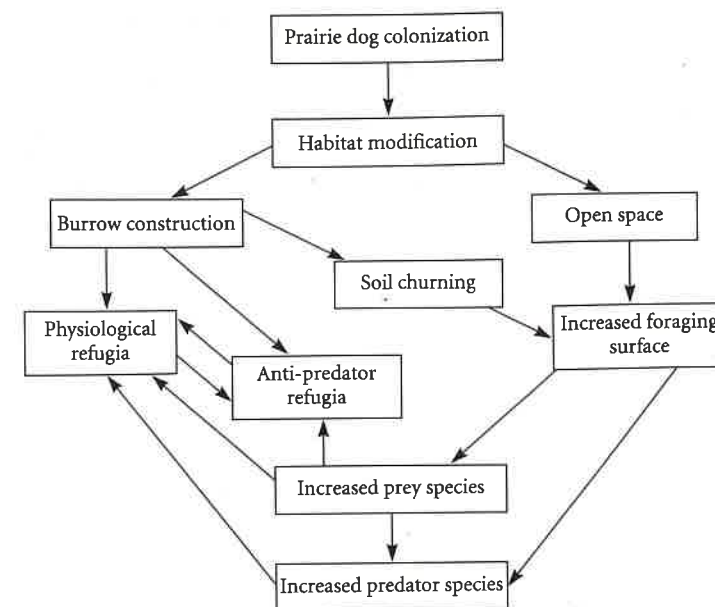 Prairie dog colonization
Habitat modification
Burrow construction
Open space
Soil churning
Physiological
refugia
Increased foraging
surface
Anti-predator
refugia
Increased prey species
Increased predator species